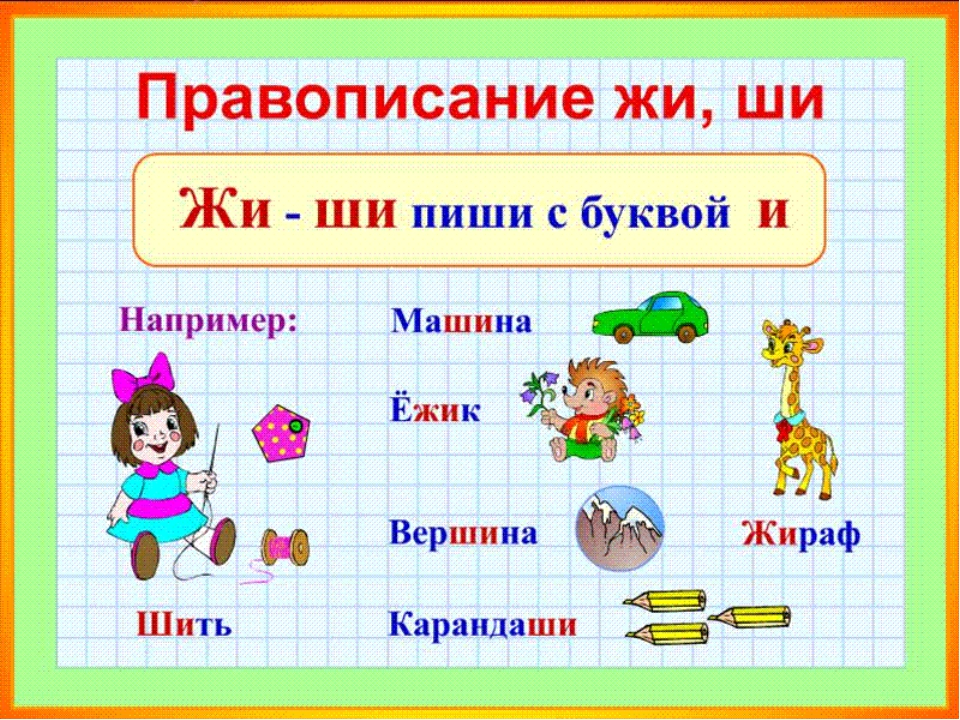 Правописание жи, ши
Жи - ши пиши с буквой и
Например:
Машина
Ёжик
Вершина
Жираф
Шить
Карандаши